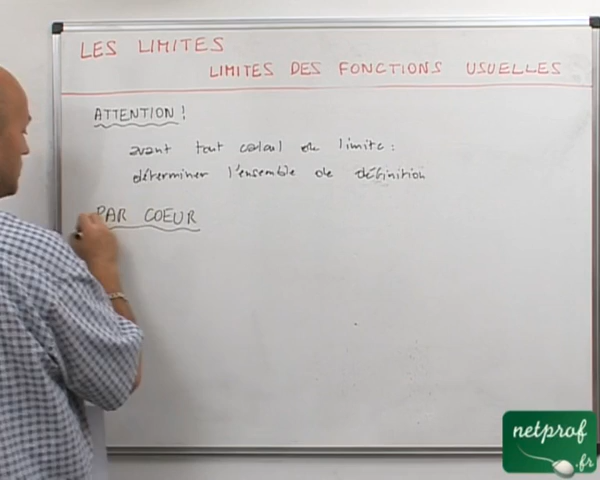 LES LIMITES
LIMITES DES FONCTIONS USUELLES
ATTENTION !
avant tout calcul de limite :
déterminer l'ensemble de définition
PAR COEUR
netprof
.fr